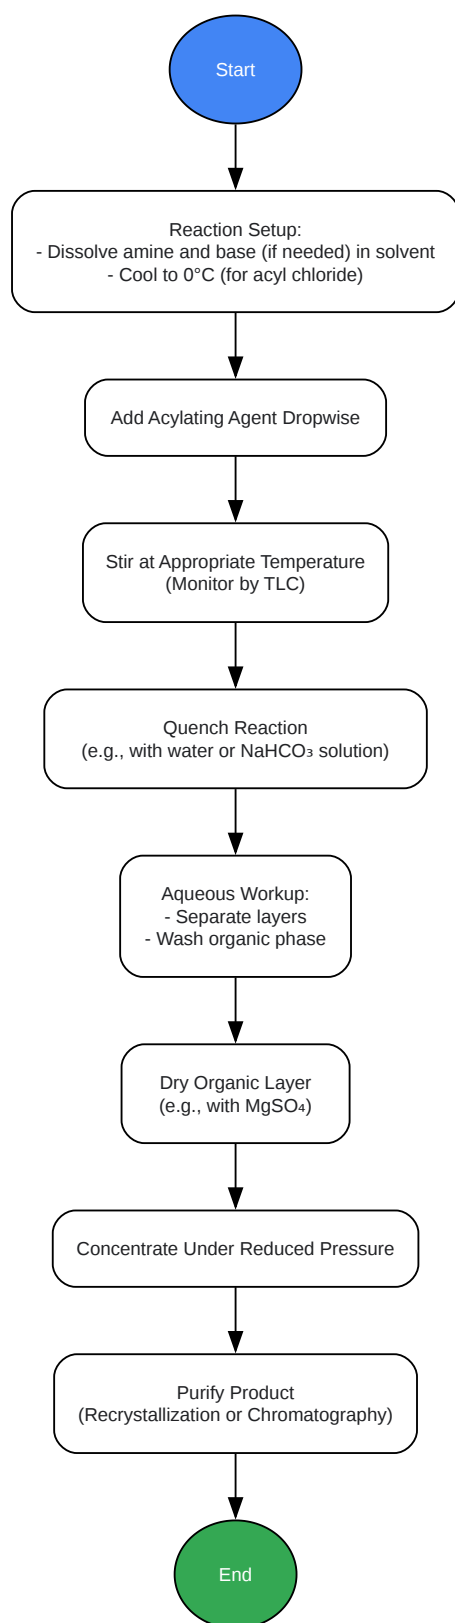 Start
Reaction Setup:
- Dissolve amine and base (if needed) in solvent
- Cool to 0°C (for acyl chloride)
Add Acylating Agent Dropwise
Stir at Appropriate Temperature
(Monitor by TLC)
Quench Reaction
(e.g., with water or NaHCO₃ solution)
Aqueous Workup:
- Separate layers
- Wash organic phase
Dry Organic Layer
(e.g., with MgSO₄)
Concentrate Under Reduced Pressure
Purify Product
(Recrystallization or Chromatography)
End